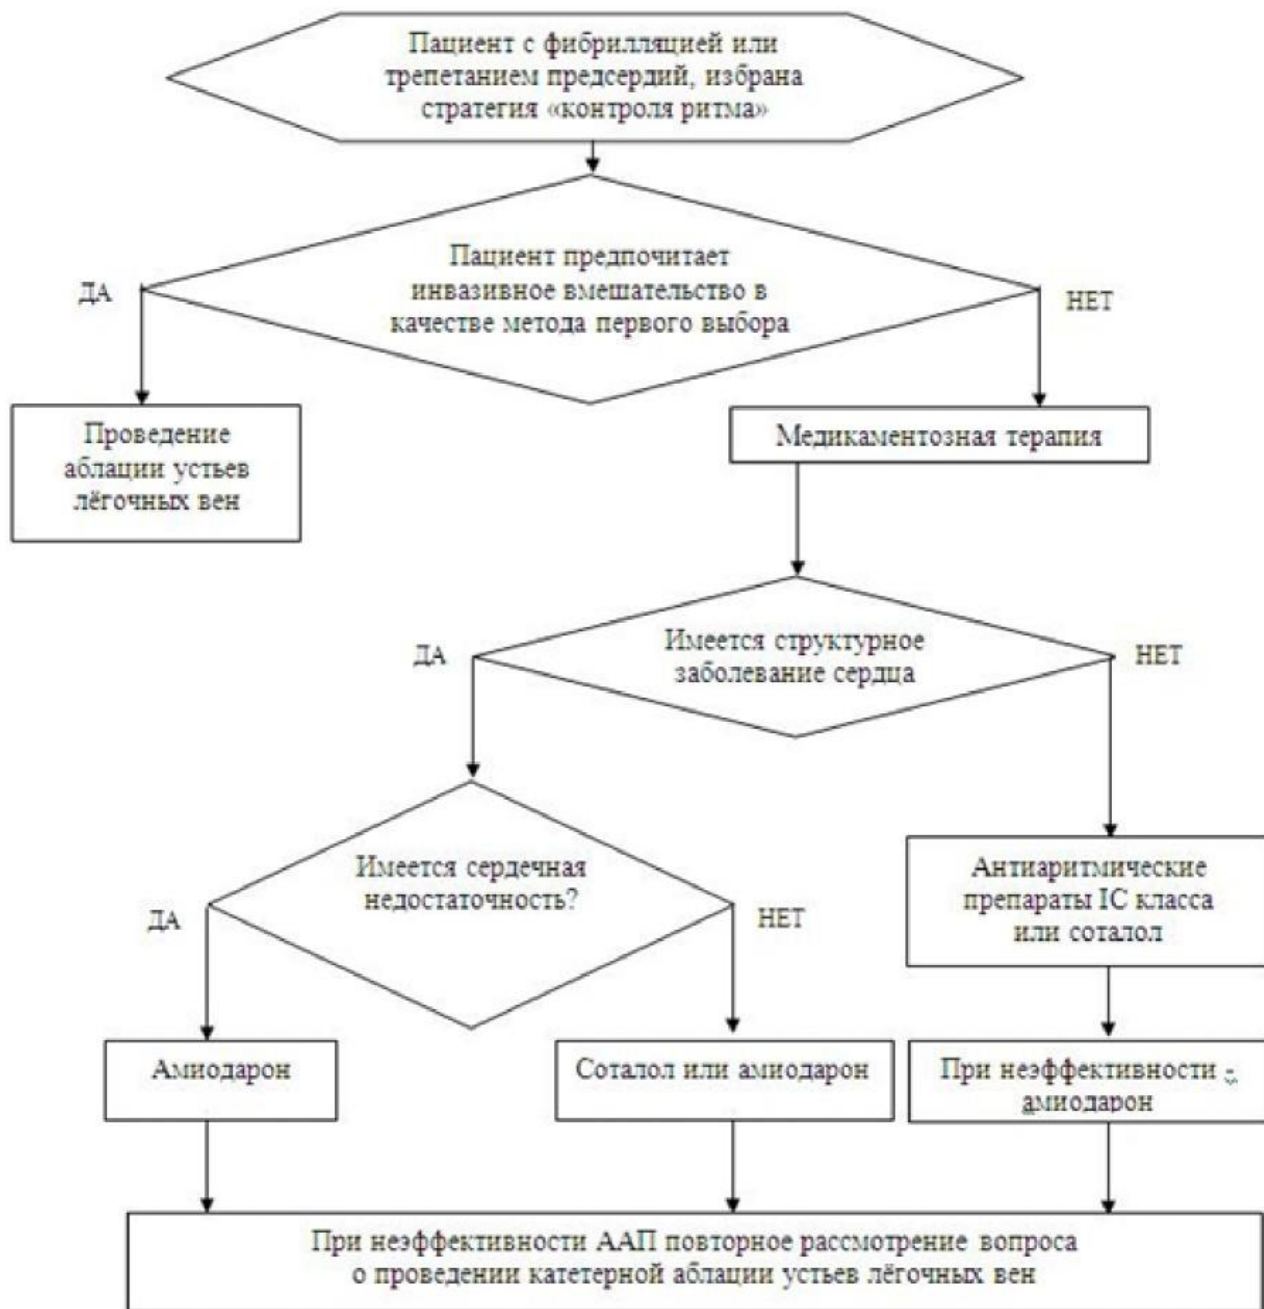 Пациент с фибрилляцией или
трепетанием предсердий, избрана
стратегия «контроля ритма»
Пациент предпочитает
инвазивное вмешательство в
качестве метода первого выбора
ДА
НЕТ
Проведение
аблации устьев
лёгочных вен
Медикаментозная терапия
Имеется структурное
заболевание сердца
ДА
НЕТ
Имеется сердечная
недостаточность?
ДА
НЕТ
Антиаритмические
препараты IC класса
или соталол
Амиодарон
Соталол или амиодарон
При неэффективности -
амиодарон
При неэффективности ААП повторное рассмотрение вопроса
о проведении катетерной аблации устьев лёгочных вен